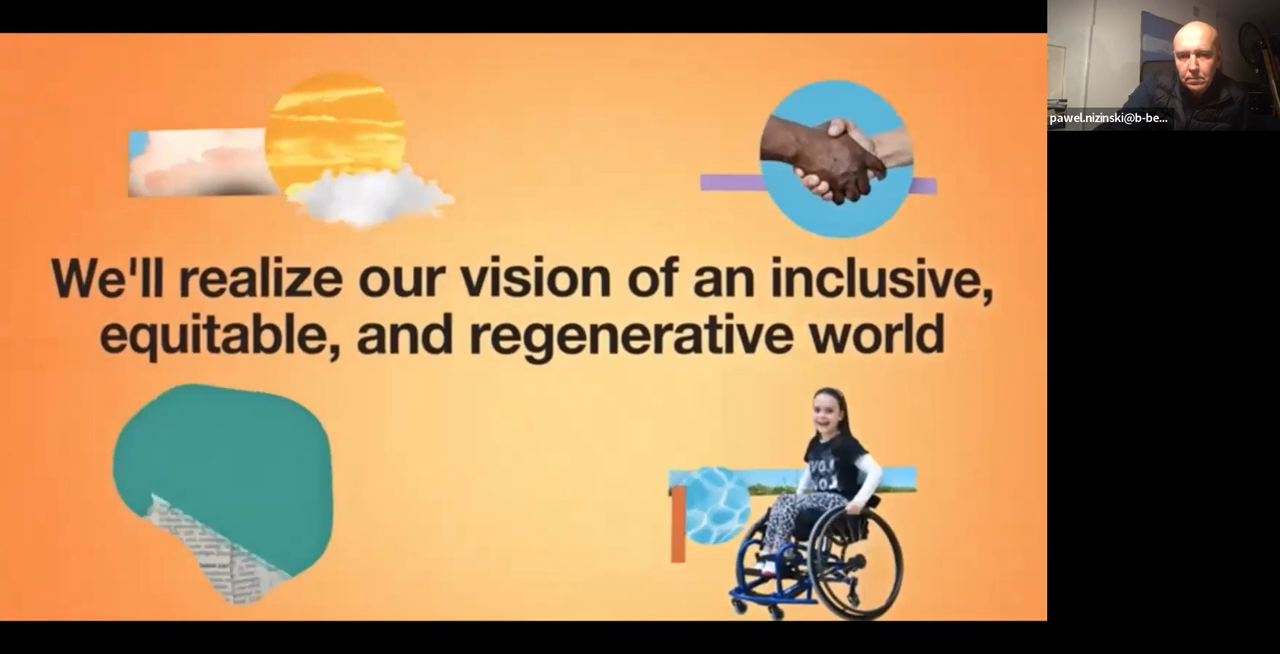 pawel.nizinski@b-be...
We'll realize our vision of an inclusive,
equitable, and regenerative world